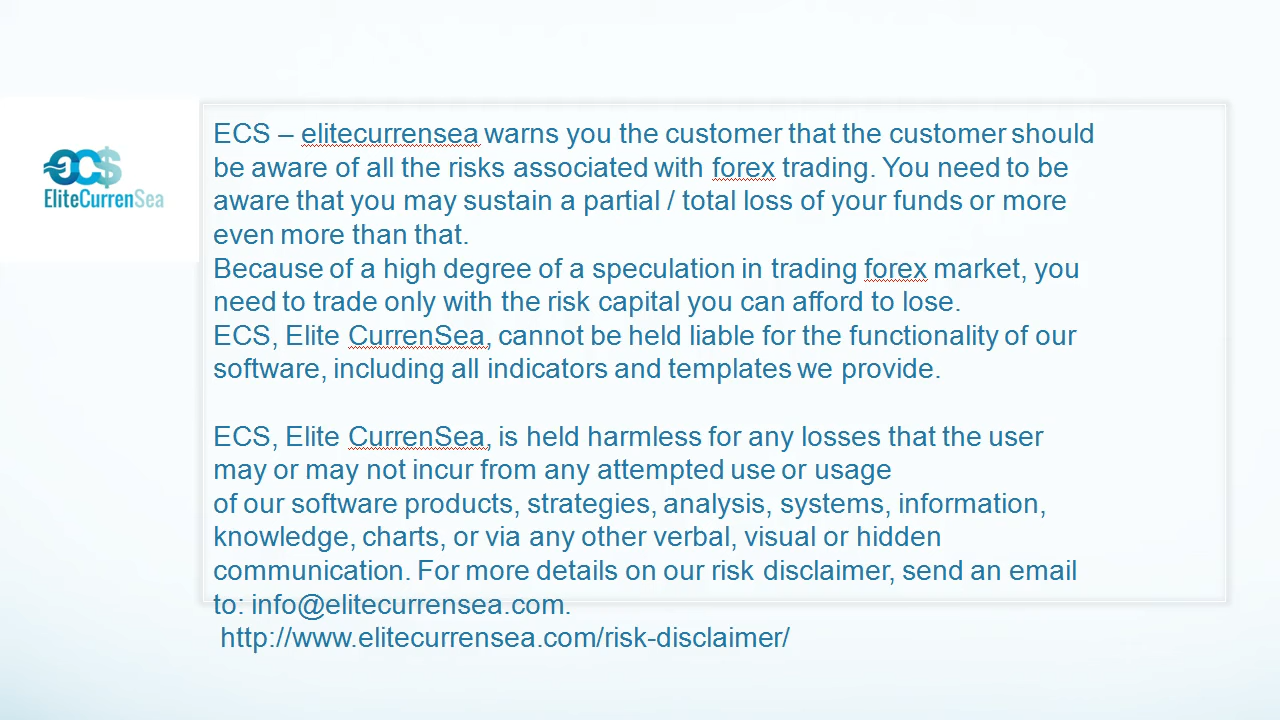 ECS
EliteCurrenSea
ECS – elitecurrensea warns you the customer that the customer should
be aware of all the risks associated with forex trading. You need to be
aware that you may sustain a partial / total loss of your funds or more
even more than that.
Because of a high degree of a speculation in trading forex market, you
need to trade only with the risk capital you can afford to lose.
ECS, Elite CurrenSea, cannot be held liable for the functionality of our
software, including all indicators and templates we provide.
ECS, Elite CurrenSea, is held harmless for any losses that the user
may or may not incur from any attempted use or usage
of our software products, strategies, analysis, systems, information,
knowledge, charts, or via any other verbal, visual or hidden
communication. For more details on our risk disclaimer, send an email
to: info@elitecurrensea.com.
http://www.elitecurrensea.com/risk-disclaimer/